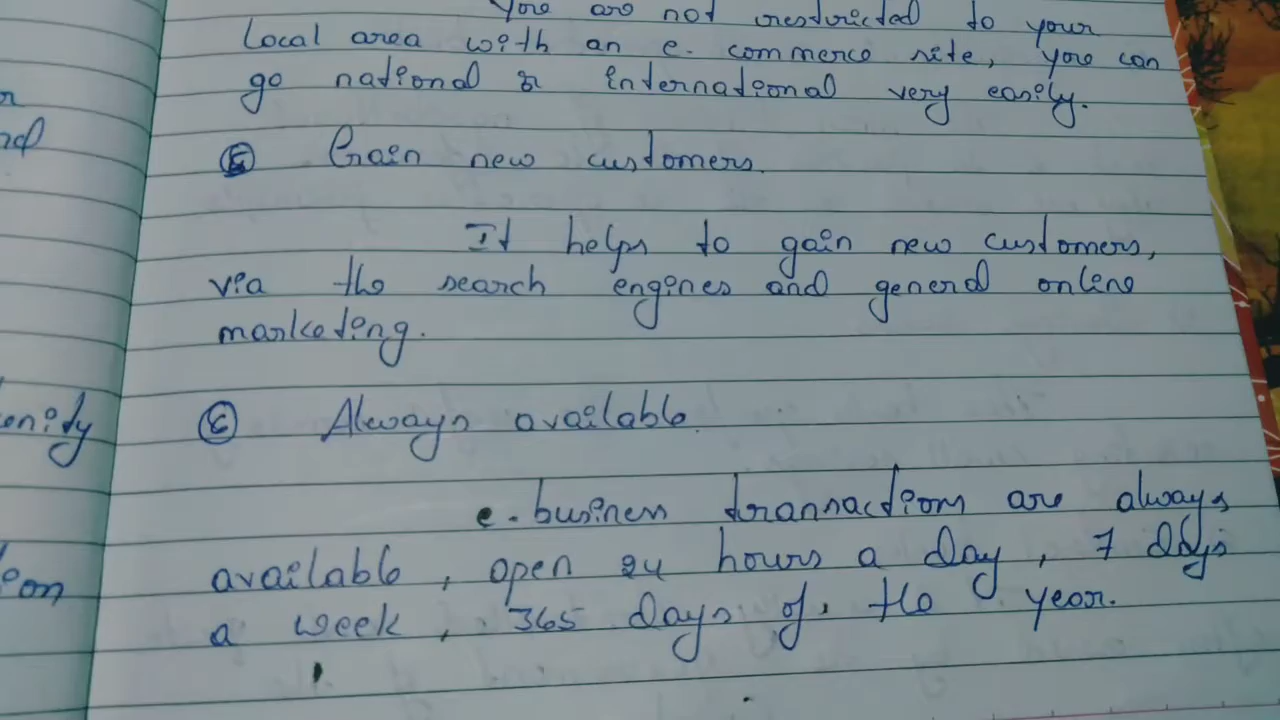 You are not restricted to your
Local area with an e. commerce site, you can
go national & international very easily.
⑤ Gain new customers.
It helps to gain new customers,
via the search engines and general online
marketing.
⑥ Always available.
e. business transactions are always
available, open 24 hours a day, 7 days
a week, 365 days of the year.